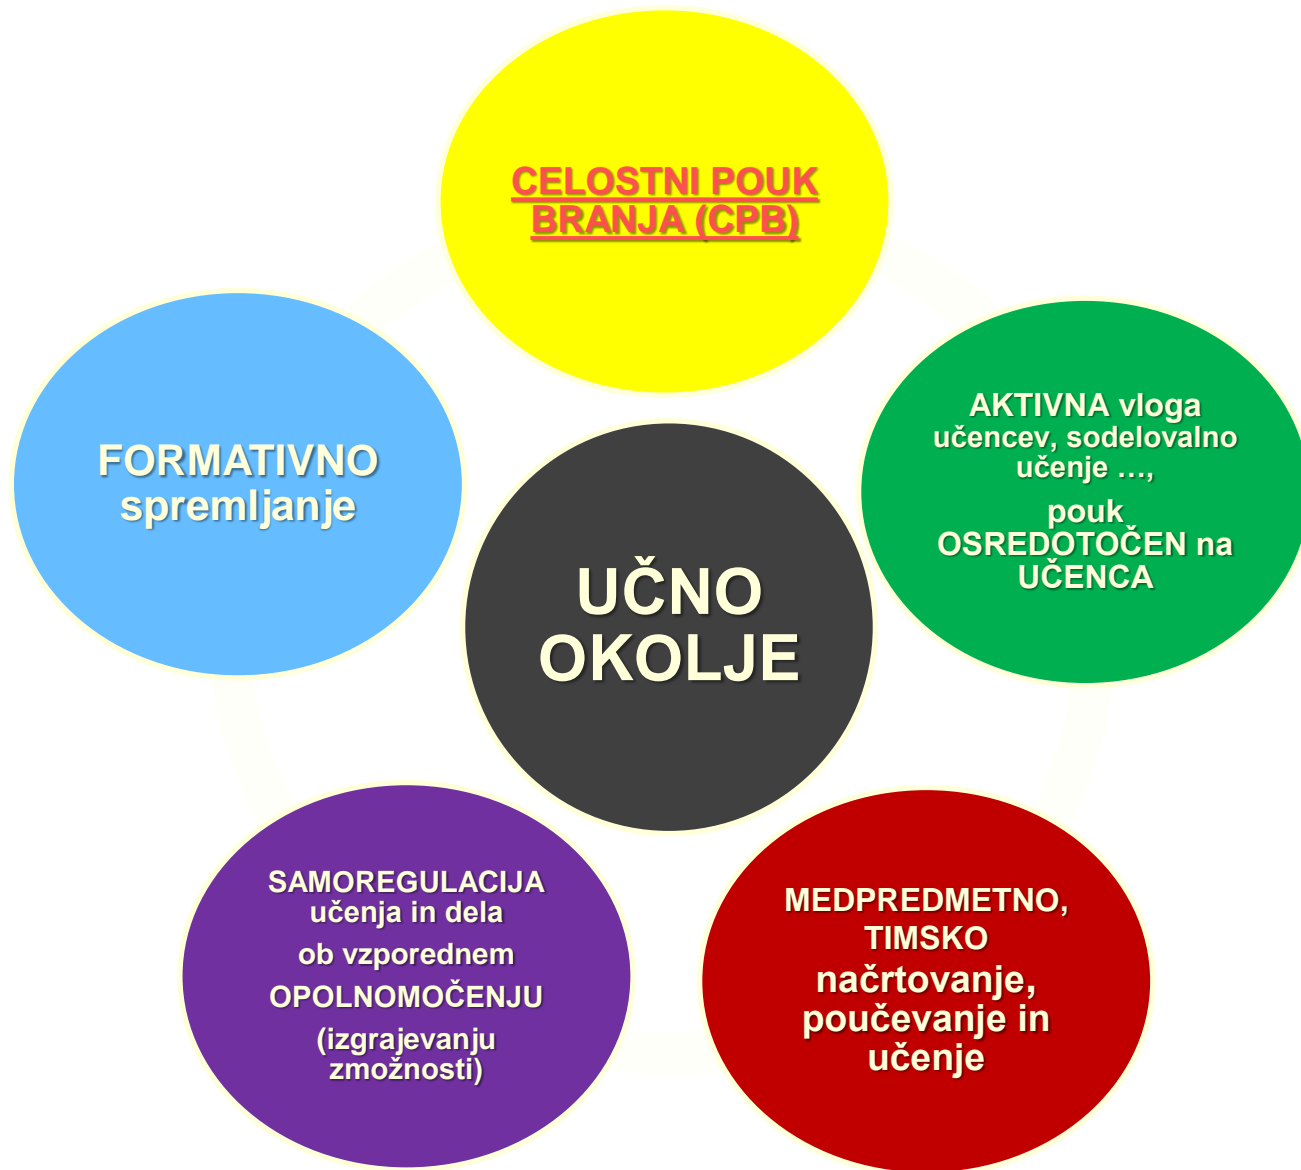 CELOSTNI POUK
BRANJA (CPB)
AKTIVNA vloga
učencev, sodelovalno
učenje …,
pouk
OSREDOTOČEN na
UČENCA
FORMATIVNO
spremljanje
UČNO
OKOLJE
SAMOREGULACIJA
učenja in dela
ob vzporednem
OPOLNOMOČENJU
(izgrajevanju
zmožnosti)
MEDPREDMETNO,
TIMSKO
načrtovanje,
poučevanje in
učenje